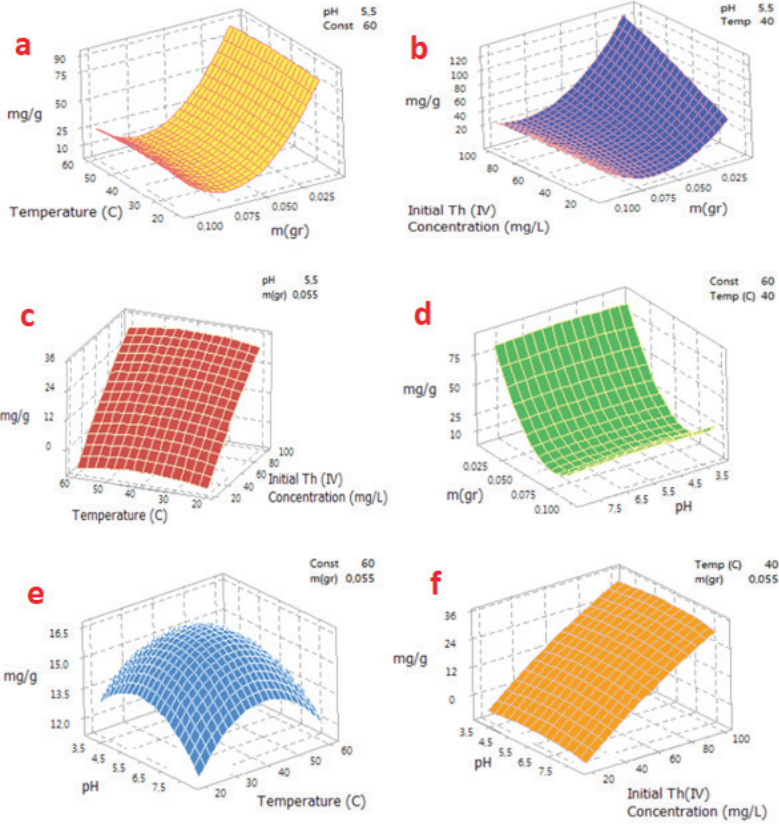 a
pH 5,5
Const 60
mg/g
90
75
50
25
10
60
50
40
30
20
Temperature (C)
0.100
0.075
0.050
0.025
m(gr)
b
pH 5,5
Temp 40
mg/g
120
100
80
60
40
20
100
80
60
40
20
Initial Th (IV)
Concentration (mg/L)
0.100
0.075
0.050
0.025
m(gr)
c
pH 5,5
m(gr) 0,055
mg/g
36
24
12
0
60
50
40
30
20
Temperature (C)
20
40
60
80
100
Initial Th (IV)
Concentration (mg/L)
d
Const 60
Temp (C) 40
mg/g
75
50
25
10
0.025
0.050
0.075
0.100
m(gr)
7.5
6.5
5.5
4.5
3.5
pH
e
Const 60
m(gr) 0,055
mg/g
16.5
15.0
13.5
12.0
3.5
4.5
5.5
6.5
7.5
pH
20
30
40
50
60
Temperature (C)
f
Temp (C) 40
m(gr) 0,055
mg/g
36
24
12
0
3.5
4.5
5.5
6.5
7.5
pH
20
40
60
80
100
Initial Th(IV)
Concentration (mg/L)